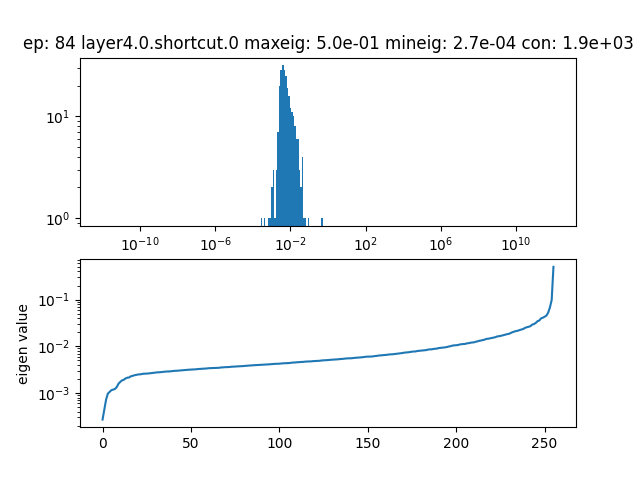 ep: 84 layer4.0.shortcut.0 maxeig: 5.0e-01 mineig: 2.7e-04 con: 1.9e+03
10¹
10⁰
10⁻¹⁰ 10⁻⁶ 10⁻² 10² 10⁶ 10¹⁰
eigen value
10⁻¹
10⁻²
10⁻³
0 50 100 150 200 250